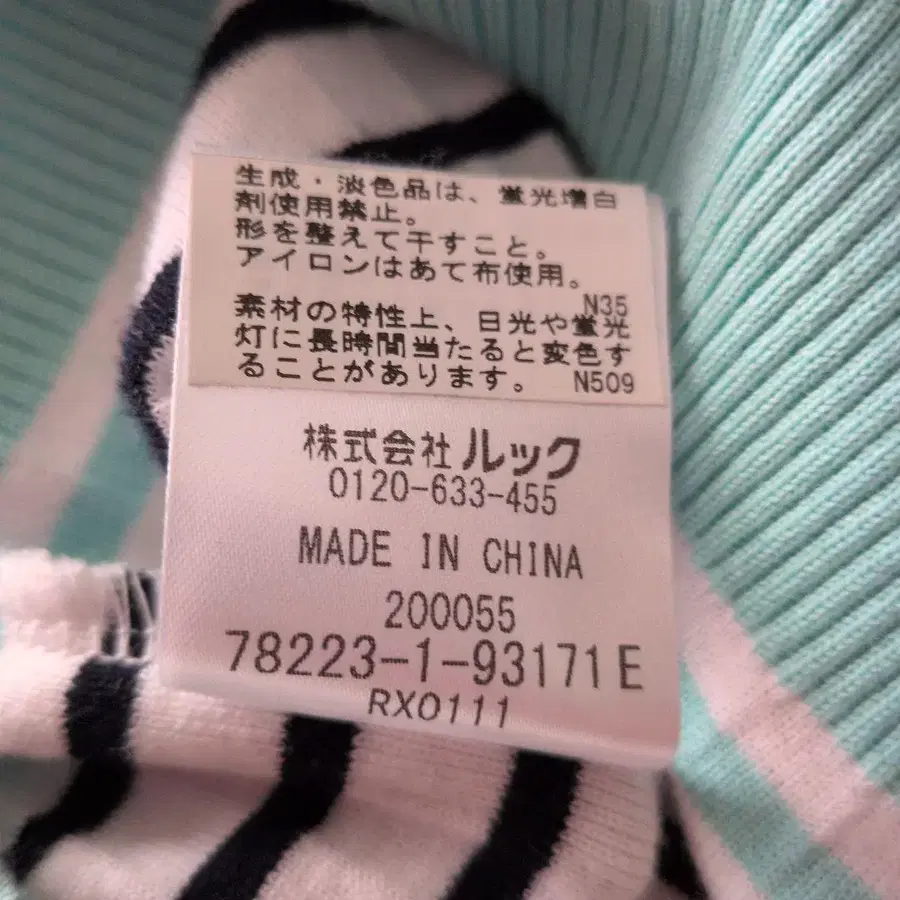 生成・淡色品は、蛍光増白
剤使用禁止。
形を整えて干すこと。
アイロンはあて布使用。
N35
素材の特性上、日光や蛍光
灯に長時間当たると変色す
ることがあります。 N509
株式会社ルック
0120-633-455
MADE IN CHINA
200055
78223-1-93171E
RX0111